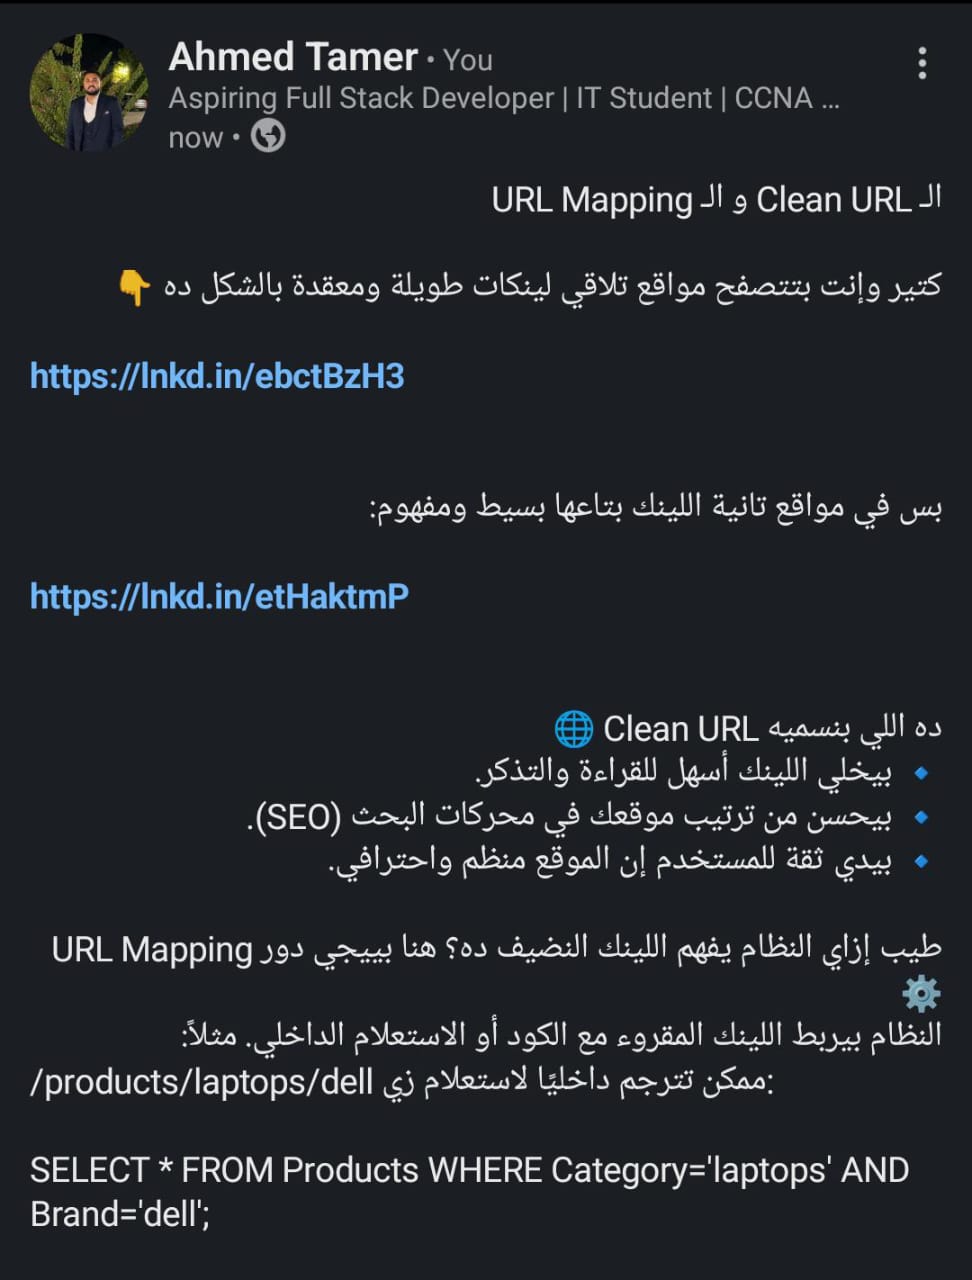 Ahmed Tamer • You
Aspiring Full Stack Developer | IT Student | CCNA ...
now •
الـ Clean URL و الـ URL Mapping
كتير وإنت بتتصفح مواقع تلاقي لينكات طويلة ومعقدة بالشكل ده 👇
https://lnkd.in/ebctBzH3
بس في مواقع تانية اللينك بتاعها بسيط ومفهوم:
https://lnkd.in/etHaktmP
ده اللي بنسميه Clean URL 🌐
🔹 بيخلي اللينك أسهل للقراءة والتذكر.
🔹 بيحسن من ترتيب موقعك في محركات البحث (SEO).
🔹 بيدي ثقة للمستخدم إن الموقع منظم واحترافي.
طيب إزاي النظام يفهم اللينك النضيف ده؟ هنا بييجي دور URL Mapping
⚙️
النظام بيربط اللينك المقروء مع الكود أو الاستعلام الداخلي. مثلاً:
/products/laptops/dell ممكن تترجم داخليًا لاستعلام زي:
SELECT * FROM Products WHERE Category='laptops' AND
Brand='dell';